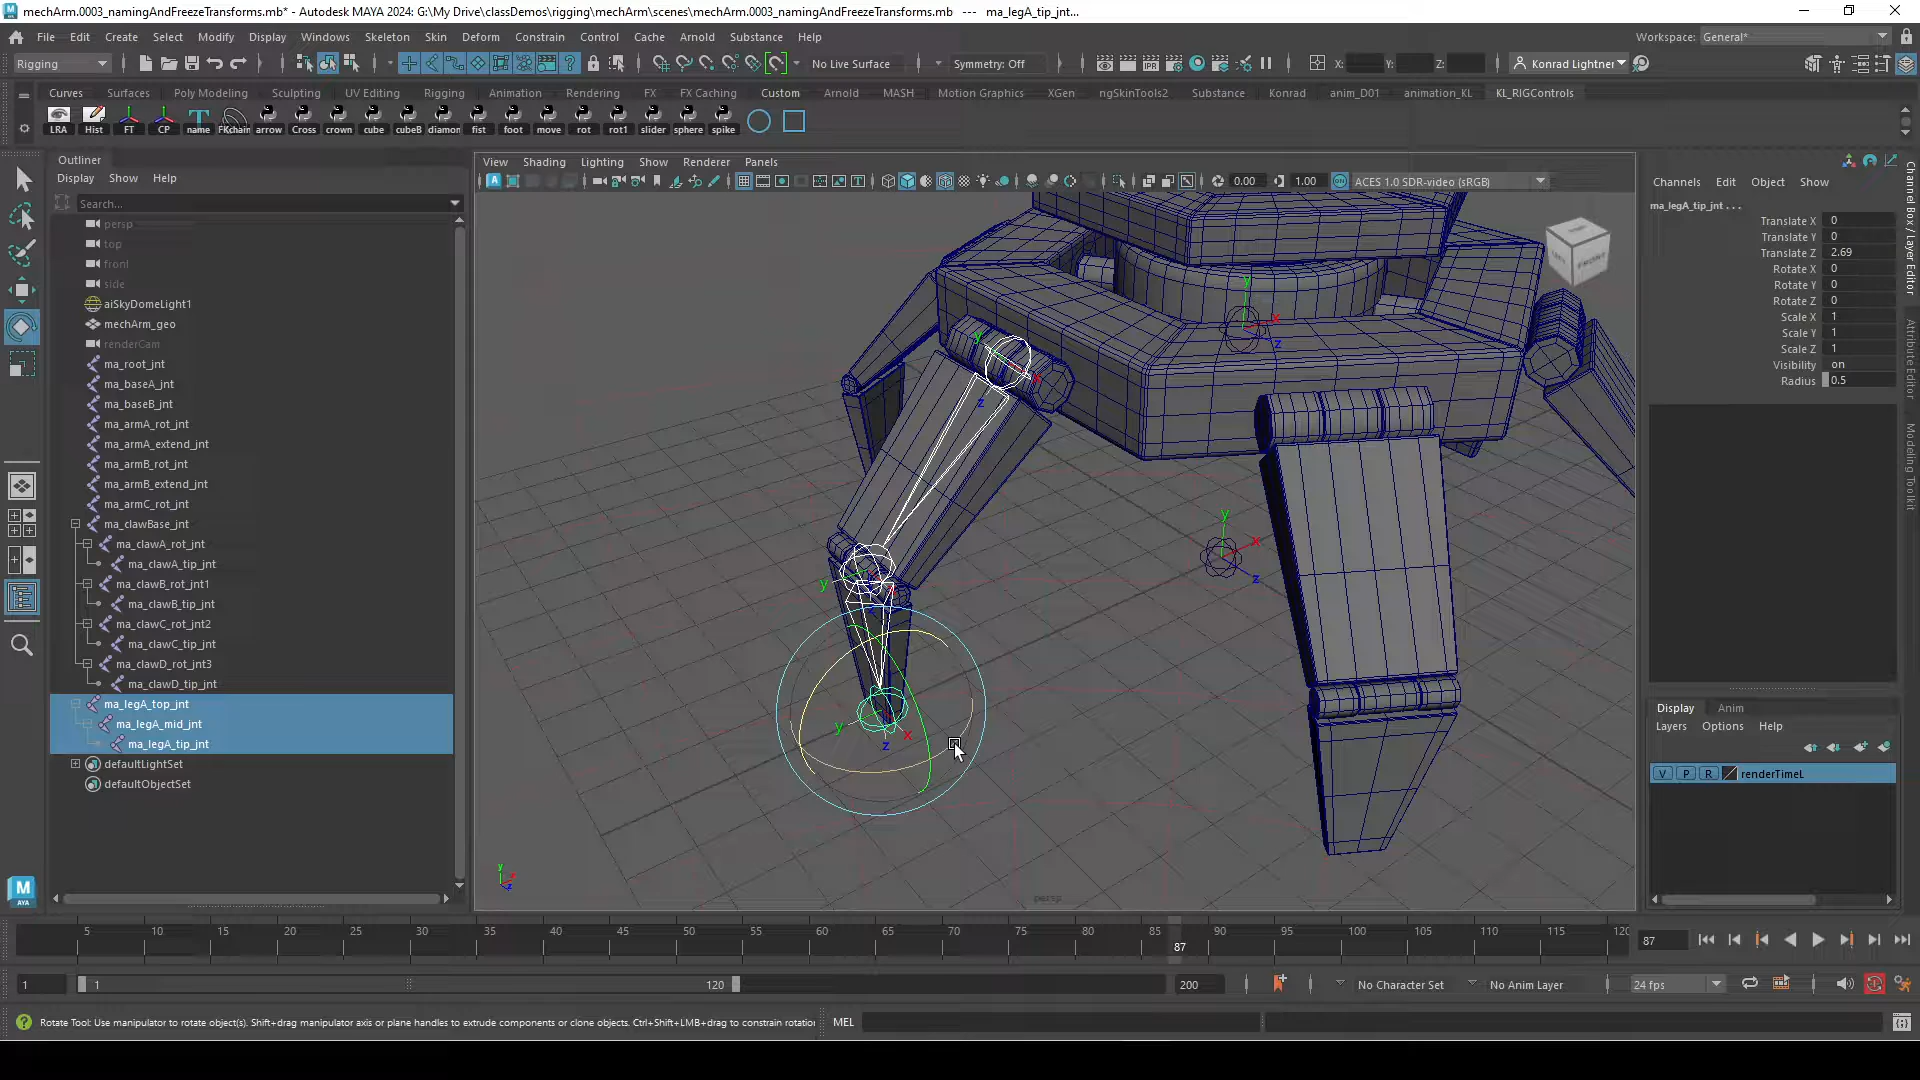 mechArm.0003_namingAndFreezeTransforms.mb* - Autodesk MAYA 2024: G:\My Drive\classDemos\rigging\mechArm\scenes\mechArm.0003_namingAndFreezeTransforms.mb --- ma_legA_tip_jnt...
File Edit Create Select Modify Display Windows Skeleton Skin Deform Constrain Control Cache Arnold Substance Help
Workspace: General*
Rigging
No Live Surface
Symmetry: Off
X: Y: Z:
Konrad Lightner
Curves Surfaces Poly Modeling Sculpting UV Editing Rigging Animation Rendering FX FX Caching Custom Arnold MASH Motion Graphics XGen ngSkinTools2 Substance Konrad anim_D01 animation_KL KL_RIGControls
LRA Hist FT CP name FKchain arrow Cross crown cube cubeB diamon fist foot move rot rot1 slider sphere spike
Outliner
Display Show Help
Search...
persp
top
front
side
aiSkyDomeLight1
mechArm_geo
renderCam
ma_root_jnt
ma_baseA_jnt
ma_baseB_jnt
ma_armA_rot_jnt
ma_armA_extend_jnt
ma_armB_rot_jnt
ma_armB_extend_jnt
ma_armC_rot_jnt
ma_clawBase_jnt
ma_clawA_rot_jnt
ma_clawA_tip_jnt
ma_clawB_rot_jnt1
ma_clawB_tip_jnt
ma_clawC_rot_jnt2
ma_clawC_tip_jnt
ma_clawD_rot_jnt3
ma_clawD_tip_jnt
ma_legA_top_jnt
ma_legA_mid_jnt
ma_legA_tip_jnt
defaultLightSet
defaultObjectSet
View Shading Lighting Show Renderer Panels
0.00 1.00 ACES 1.0 SDR-video (sRGB)
FRONT
y x z
y x z
y x z
y
y x z
persp
Channels Edit Object Show
ma_legA_tip_jnt . . .
Translate X 0
Translate Y 0
Translate Z 2.69
Rotate X 0
Rotate Y 0
Rotate Z 0
Scale X 1
Scale Y 1
Scale Z 1
Visibility on
Radius 0.5
Channel Box / Layer Editor
Attribute Editor
Modeling Toolkit
Display Anim
Layers Options Help
V P R renderTimeL
5 10 15 20 25 30 35 40 45 50 55 60 65 70 75 80 85 90 95 100 105 110 115 120
87
87
1 1 120 200
No Character Set
No Anim Layer
24 fps
Rotate Tool: Use manipulator to rotate object(s). Shift+drag manipulator axis or plane handles to extrude components or clone objects. Ctrl+Shift+LMB+drag to constrain rotatio
MEL
M
AYA